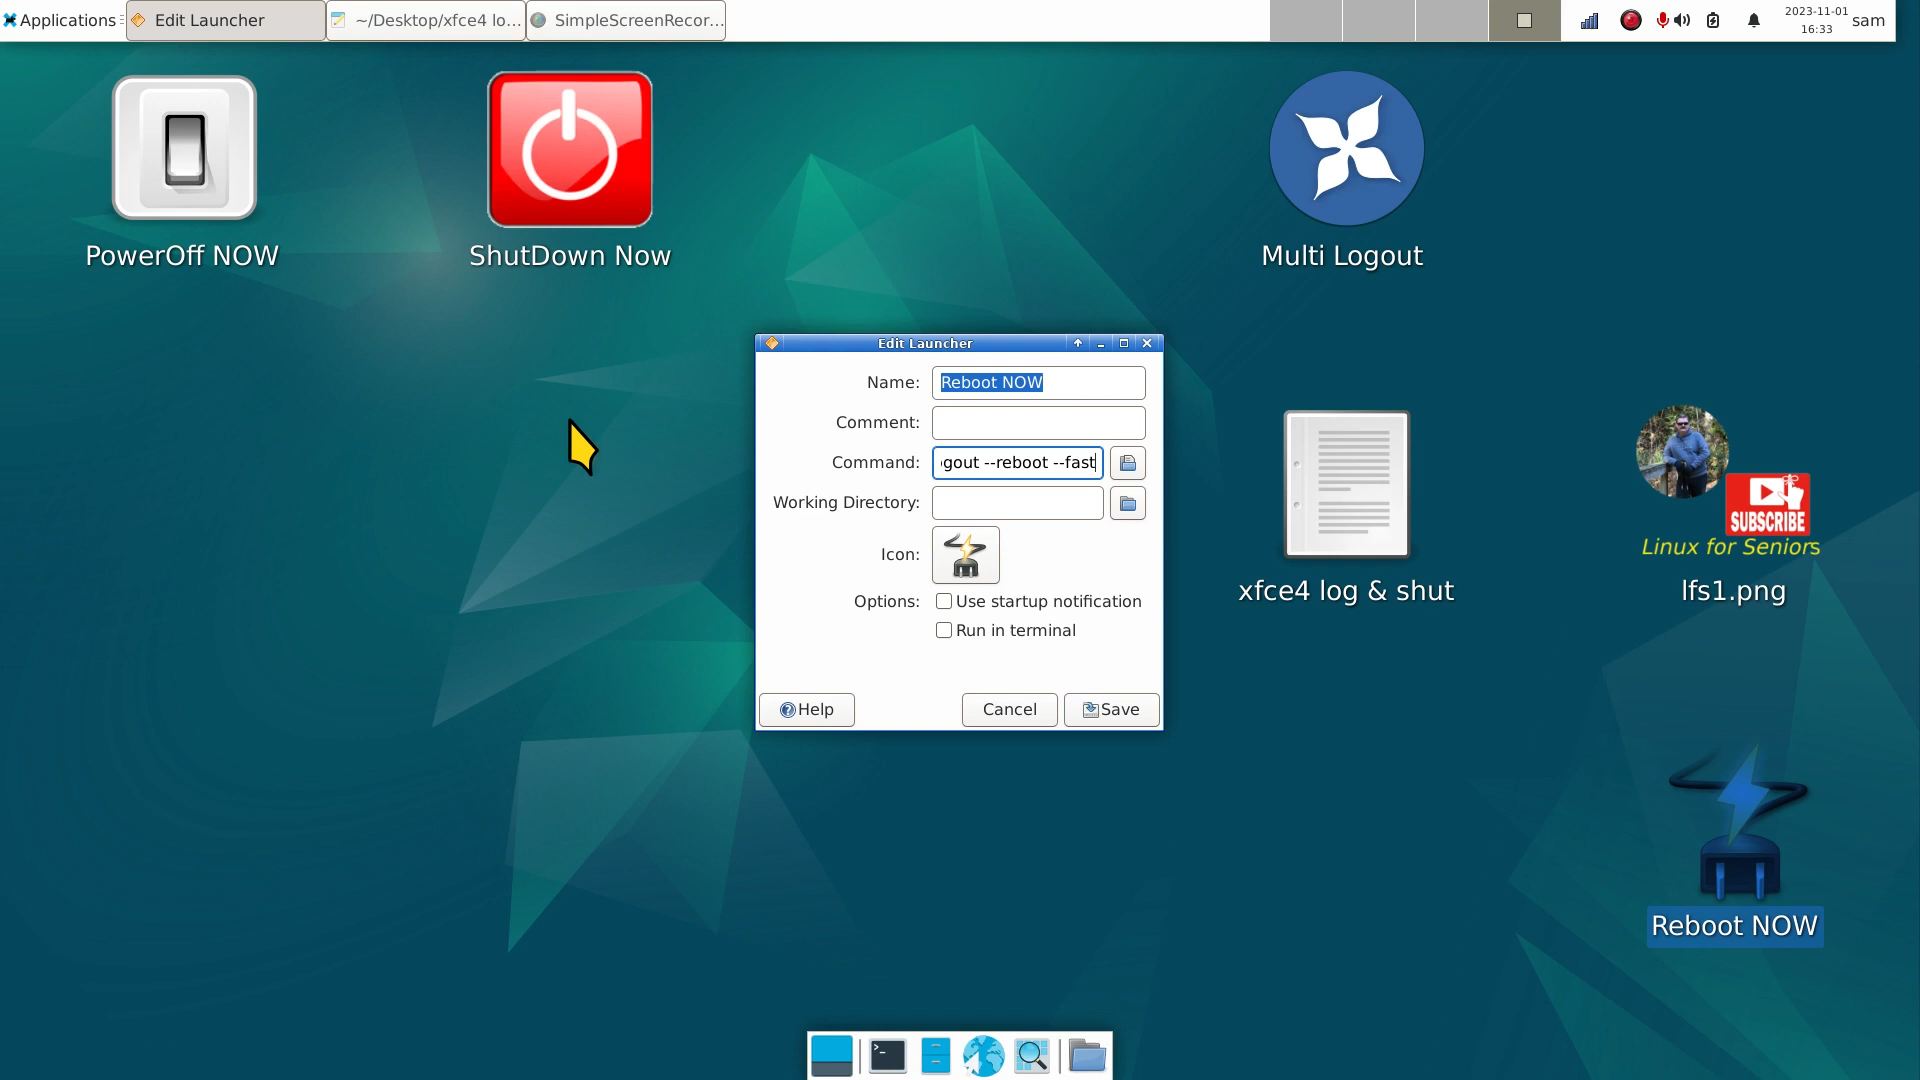 Applications
Edit Launcher
~/Desktop/xfce4 lo...
SimpleScreenRecor...
2023-11-01
16:33
sam
PowerOff NOW
ShutDown Now
Multi Logout
Edit Launcher
Name:
Reboot NOW
Comment:
Command:
gout --reboot --fast
Working Directory:
Icon:
Options:
Use startup notification
Run in terminal
Help
Cancel
Save
SUBSCRIBE
Linux for Seniors
xfce4 log & shut
lfs1.png
Reboot NOW
>_